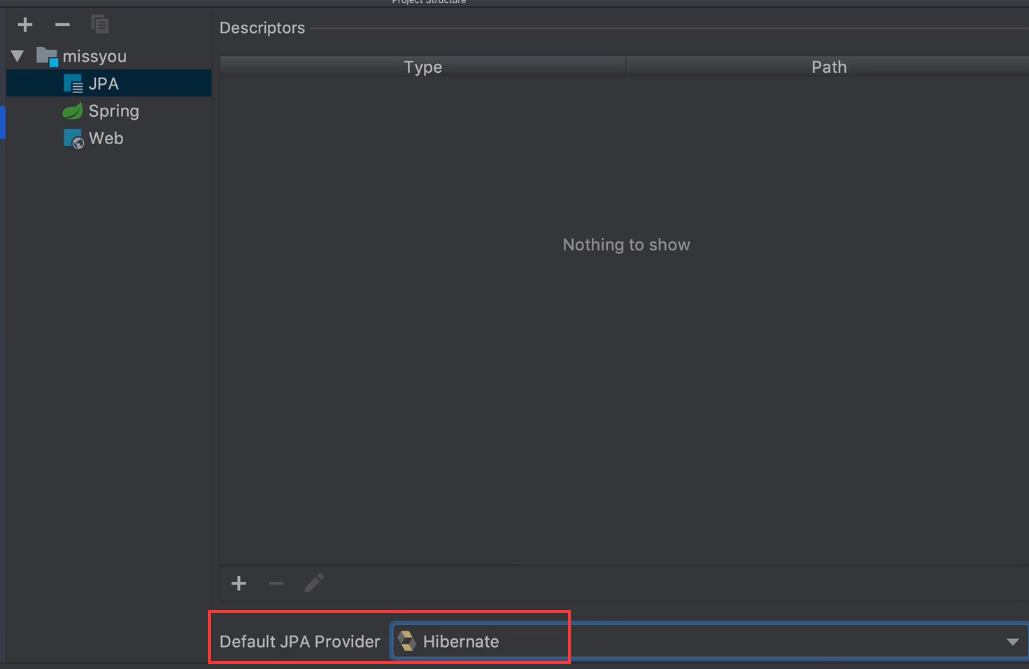 Project Structure
Descriptors
missyou
Type Path
JPA
Spring
Web
Nothing to show
Default JPA Provider Hibernate